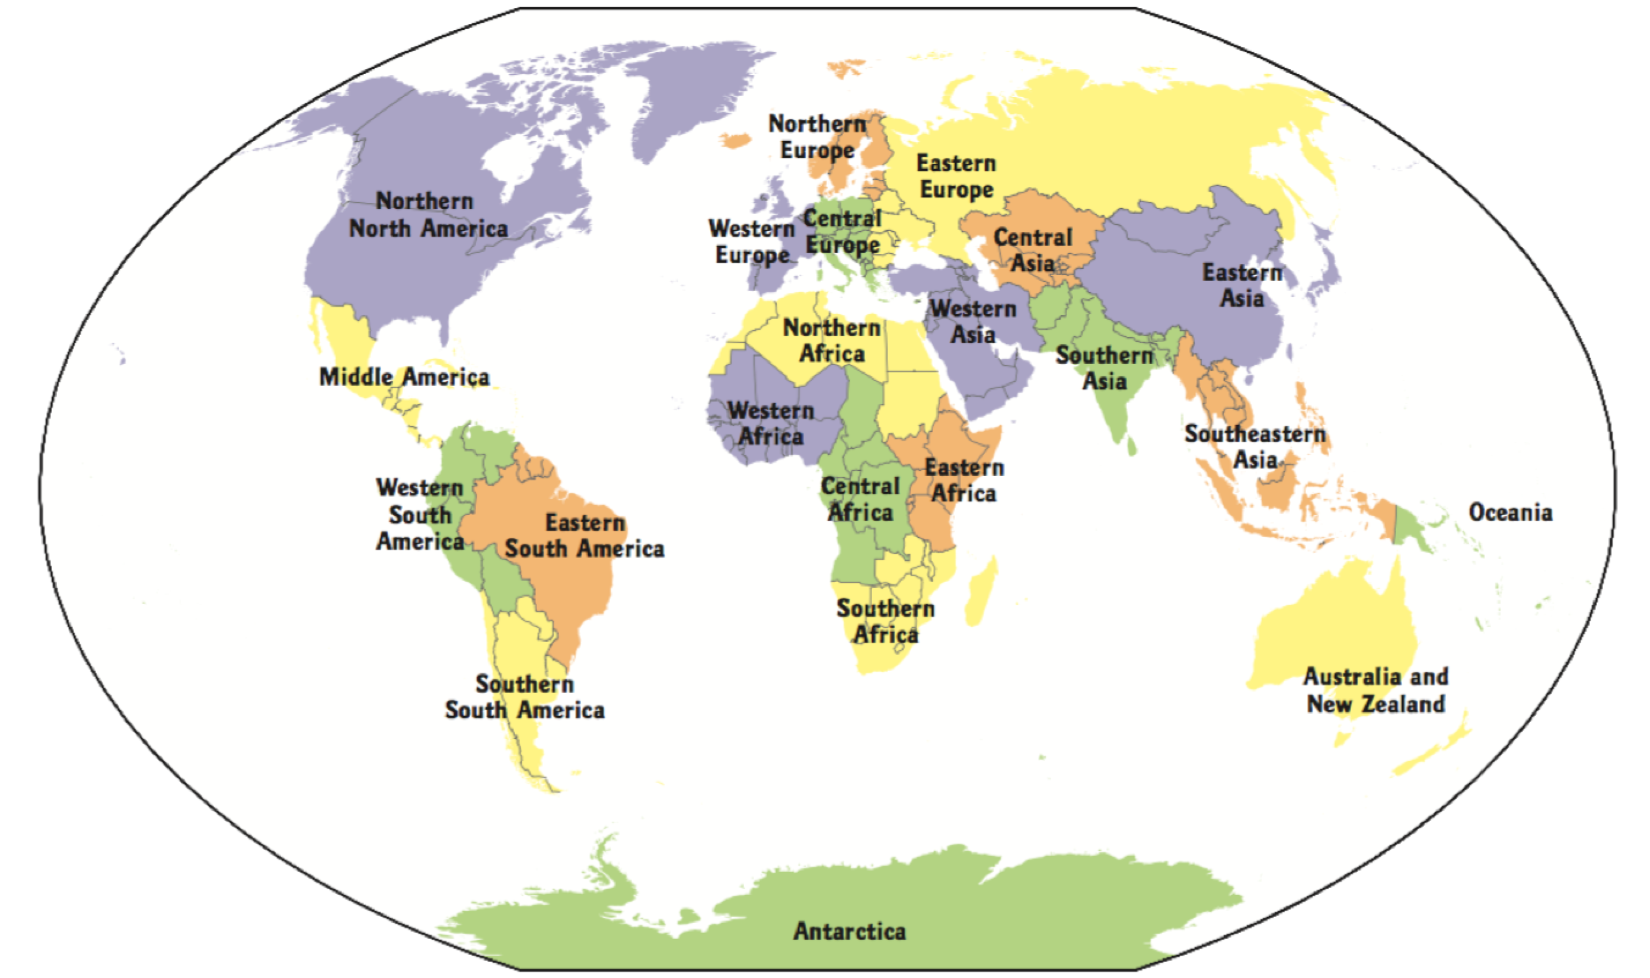 Northern
Europe
Eastern
Europe
Northern
North America
Western
Europe
Central
Europe
Central
Asia
Eastern
Asia
Western
Asia
Northern
Africa
Southern
Asia
Middle America
Western
Africa
Southeastern
Asia
Eastern
Africa
Central
Africa
Western
South
America
Eastern
South America
Oceania
Southern
Africa
Australia and
New Zealand
Southern
South America
Antarctica